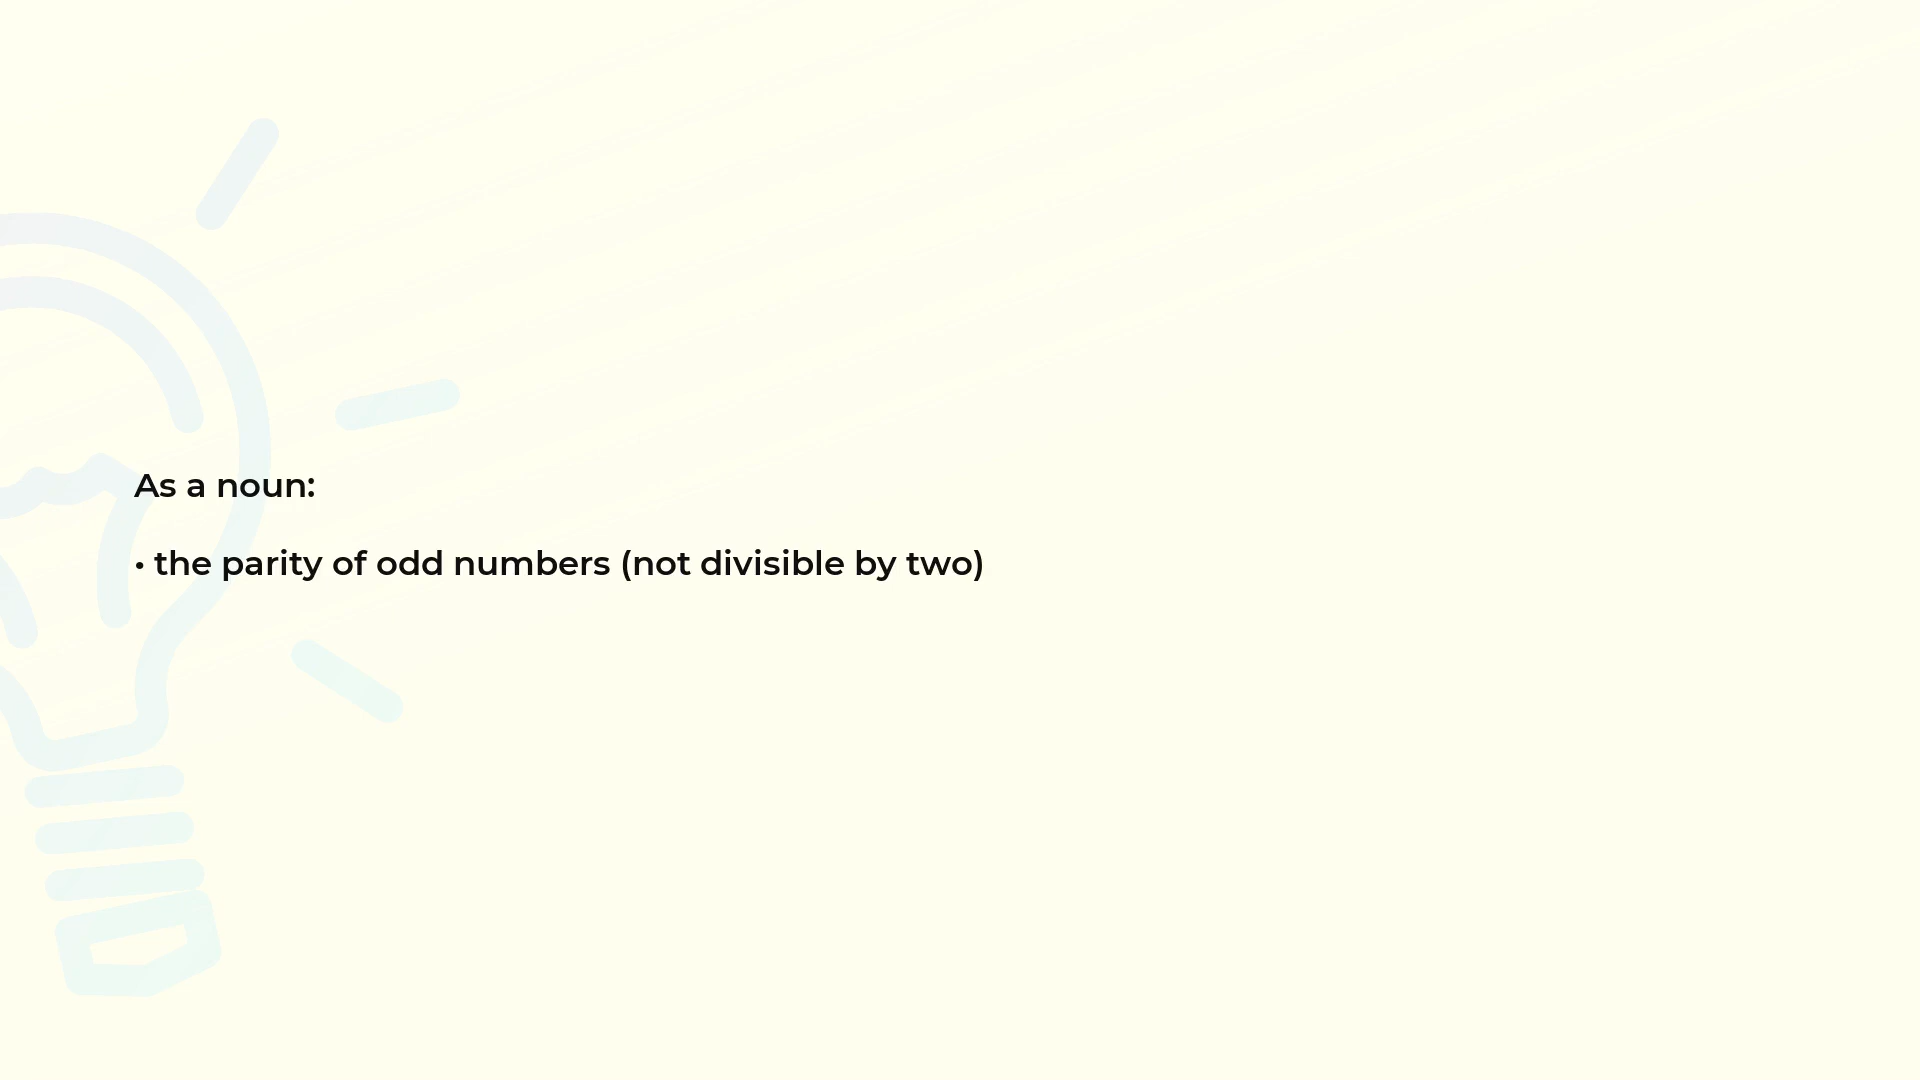 As a noun:
• the parity of odd numbers (not divisible by two)